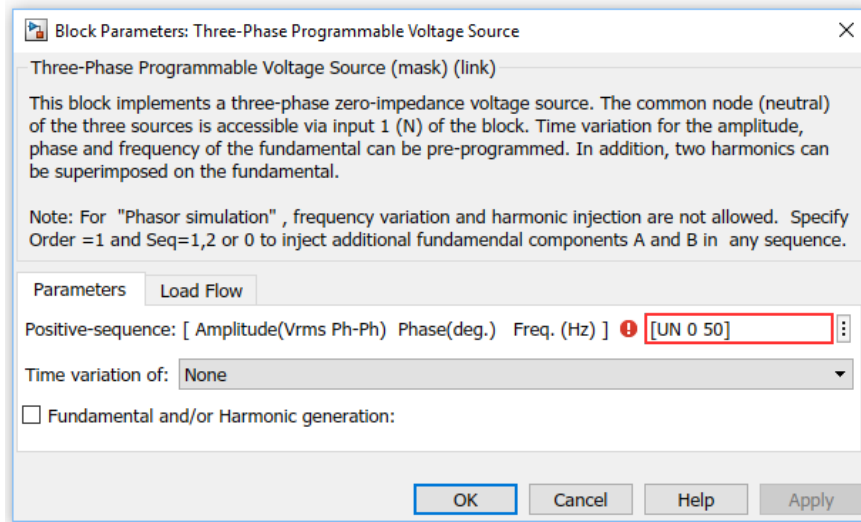 Block Parameters: Three-Phase Programmable Voltage Source
Three-Phase Programmable Voltage Source (mask) (link)
This block implements a three-phase zero-impedance voltage source. The common node (neutral)
of the three sources is accessible via input 1 (N) of the block. Time variation for the amplitude,
phase and frequency of the fundamental can be pre-programmed. In addition, two harmonics can
be superimposed on the fundamental.
Note: For "Phasor simulation" , frequency variation and harmonic injection are not allowed. Specify
Order =1 and Seq=1,2 or 0 to inject additional fundamendal components A and B in any sequence.
Parameters Load Flow
Positive-sequence: [ Amplitude(Vrms Ph-Ph) Phase(deg.) Freq. (Hz) ] [UN 0 50]
Time variation of: None
Fundamental and/or Harmonic generation:
OK Cancel Help Apply